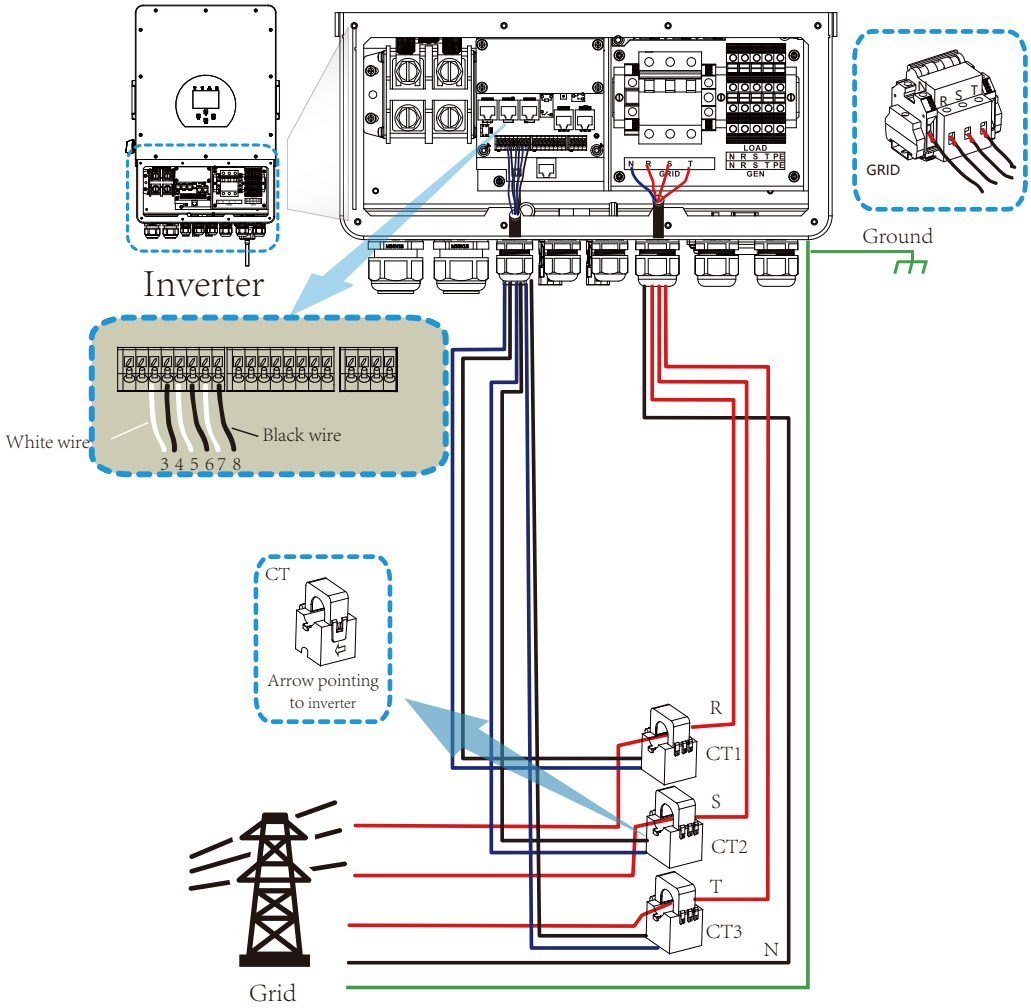 Inverter
LOAD
N R S T PE
N R S T PE
GEN
N R S T
GRID
R S T
GRID
Ground
White wire
Black wire
3 4 5 6 7 8
CT
Arrow pointing
to inverter
R
CT1
S
CT2
T
CT3
N
Grid